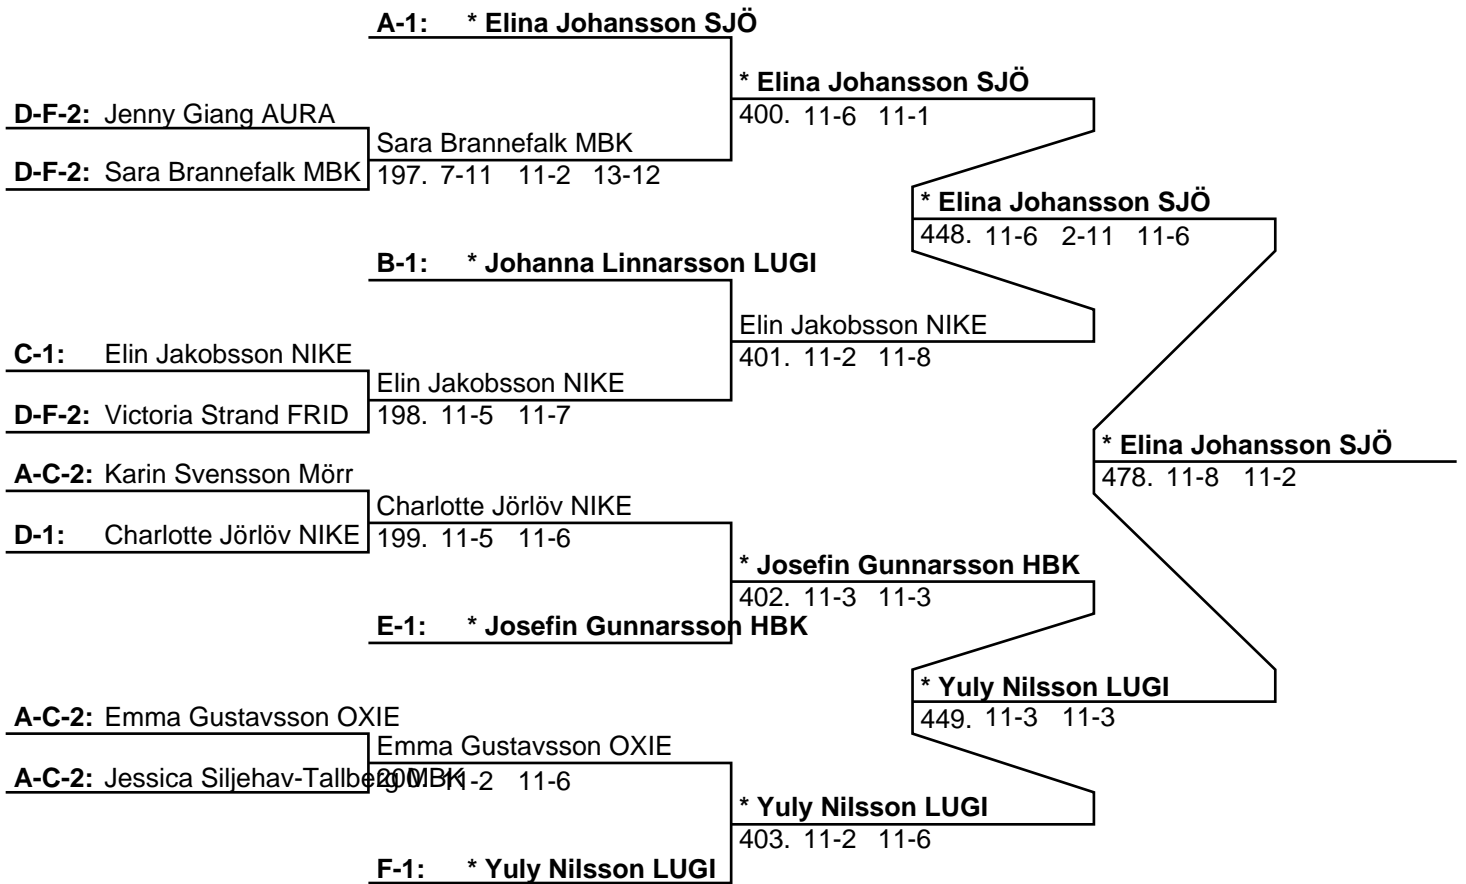 A-1: * Elina Johansson SJÖ
* Elina Johansson SJÖ
D-F-2: Jenny Giang AURA
400. 11-6 11-1
Sara Brannefalk MBK
D-F-2: Sara Brannefalk MBK
197. 7-11 11-2 13-12
* Elina Johansson SJÖ
448. 11-6 2-11 11-6
B-1: * Johanna Linnarsson LUGI
Elin Jakobsson NIKE
C-1: Elin Jakobsson NIKE
401. 11-2 11-8
Elin Jakobsson NIKE
D-F-2: Victoria Strand FRID
198. 11-5 11-7
* Elina Johansson SJÖ
A-C-2: Karin Svensson Mörr
478. 11-8 11-2
Charlotte Jörlöv NIKE
D-1: Charlotte Jörlöv NIKE
199. 11-5 11-6
* Josefin Gunnarsson HBK
402. 11-3 11-3
E-1: * Josefin Gunnarsson HBK
* Yuly Nilsson LUGI
A-C-2: Emma Gustavsson OXIE
449. 11-3 11-3
Emma Gustavsson OXIE
A-C-2: Jessica Siljehav-Tallberg MBK
200. 11-2 11-6
* Yuly Nilsson LUGI
403. 11-2 11-6
F-1: * Yuly Nilsson LUGI